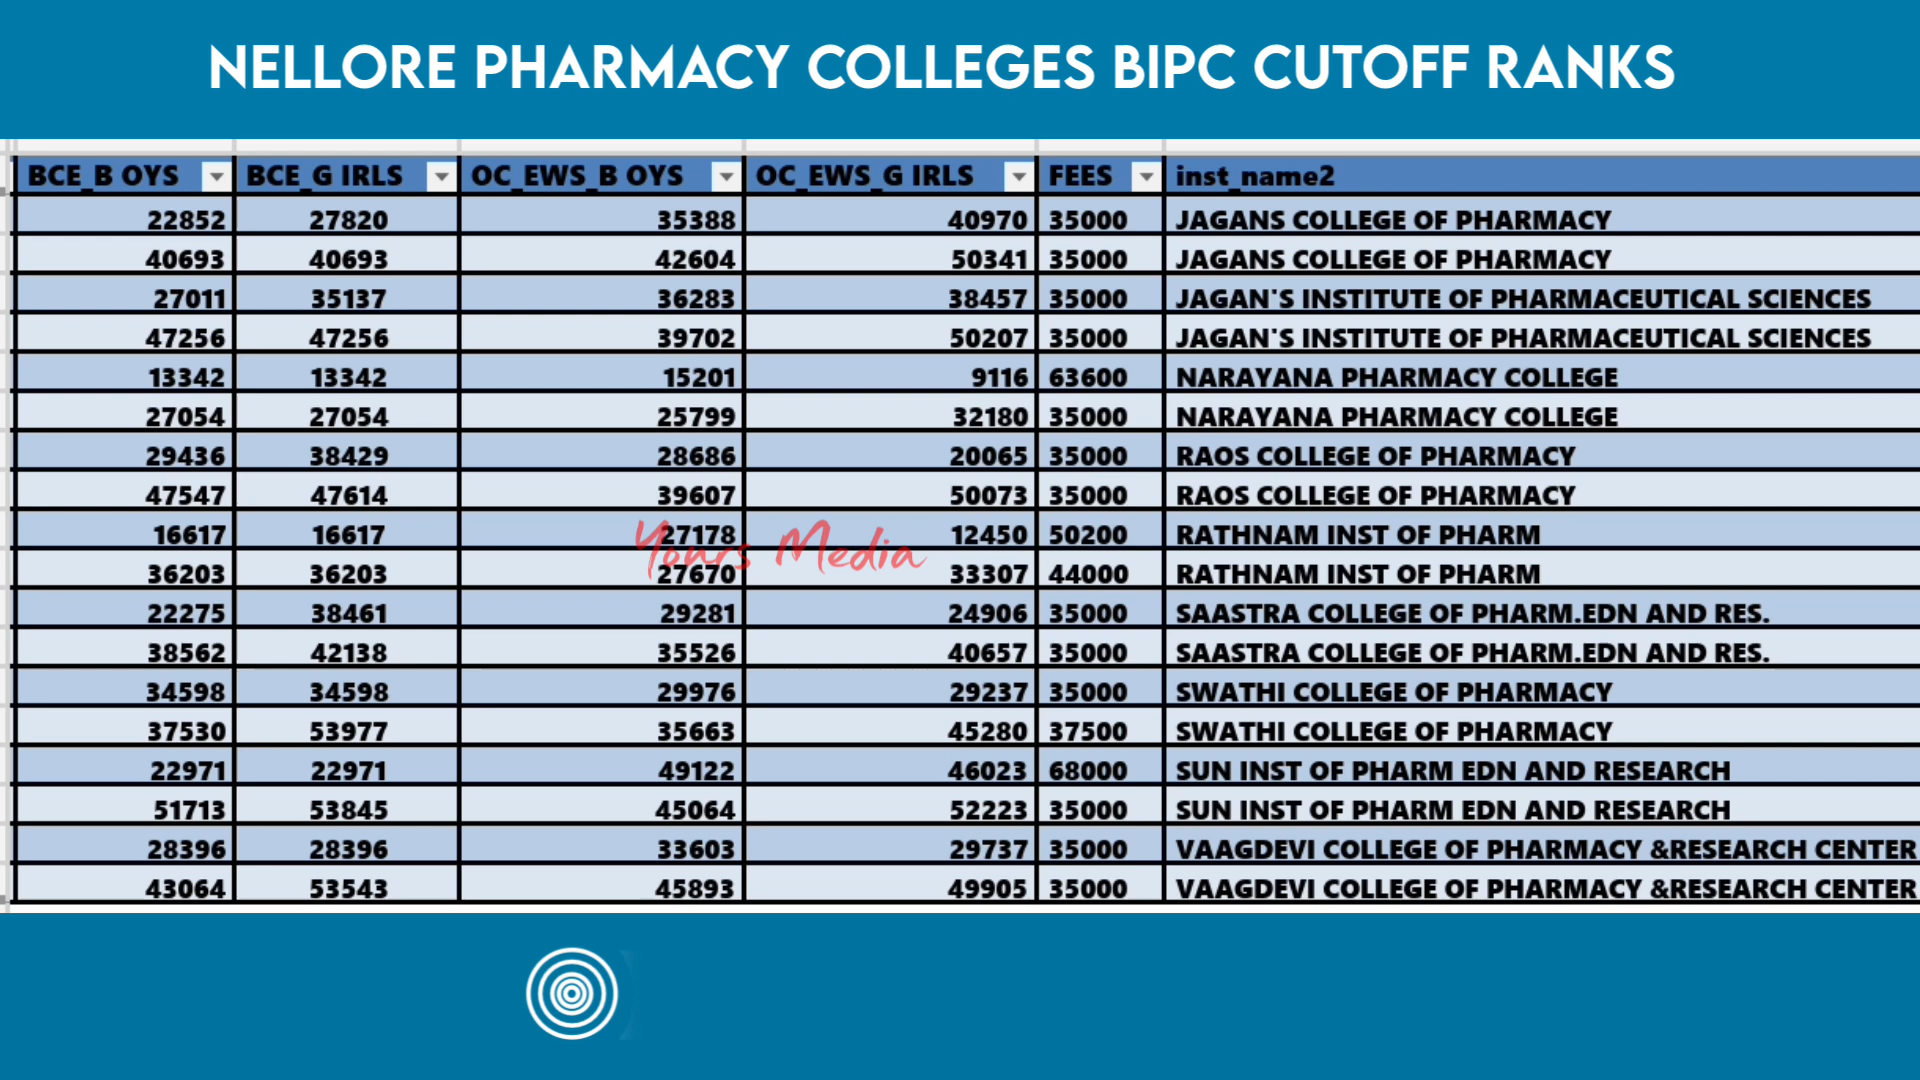 NELLORE PHARMACY COLLEGES BIPC CUTOFF RANKS
BCE_B OYS BCE_G IRLS OC_EWS_B OYS OC_EWS_G IRLS FEES inst_name2
22852 27820 35388 40970 35000 JAGANS COLLEGE OF PHARMACY
40693 40693 42604 50341 35000 JAGANS COLLEGE OF PHARMACY
27011 35137 36283 38457 35000 JAGAN'S INSTITUTE OF PHARMACEUTICAL SCIENCES
47256 47256 39702 50207 35000 JAGAN'S INSTITUTE OF PHARMACEUTICAL SCIENCES
13342 13342 15201 9116 63600 NARAYANA PHARMACY COLLEGE
27054 27054 25799 32180 35000 NARAYANA PHARMACY COLLEGE
29436 38429 28686 20065 35000 RAOS COLLEGE OF PHARMACY
47547 47614 39607 50073 35000 RAOS COLLEGE OF PHARMACY
16617 16617 27178 12450 50200 RATHNAM INST OF PHARM
Yours Media
36203 36203 27670 33307 44000 RATHNAM INST OF PHARM
22275 38461 29281 24906 35000 SAASTRA COLLEGE OF PHARM.EDN AND RES.
38562 42138 35526 40657 35000 SAASTRA COLLEGE OF PHARM.EDN AND RES.
34598 34598 29976 29237 35000 SWATHI COLLEGE OF PHARMACY
37530 53977 35663 45280 37500 SWATHI COLLEGE OF PHARMACY
22971 22971 49122 46023 68000 SUN INST OF PHARM EDN AND RESEARCH
51713 53845 45064 52223 35000 SUN INST OF PHARM EDN AND RESEARCH
28396 28396 33603 29737 35000 VAAGDEVI COLLEGE OF PHARMACY &RESEARCH CENTER
43064 53543 45893 49905 35000 VAAGDEVI COLLEGE OF PHARMACY &RESEARCH CENTER